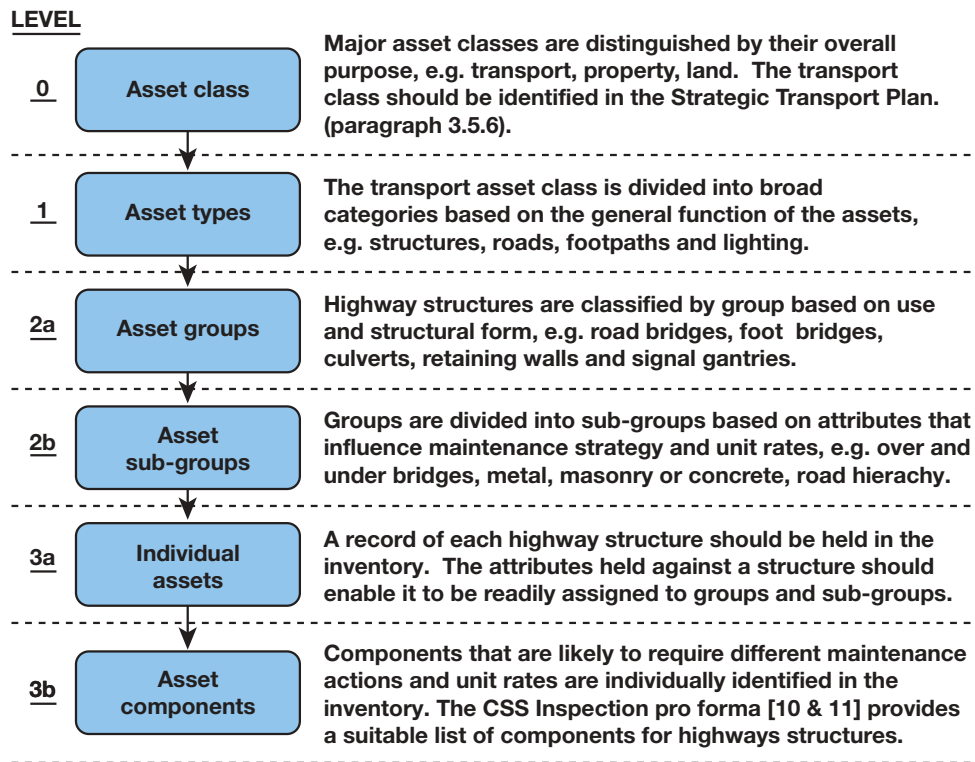 LEVEL
0
Asset class
Major asset classes are distinguished by their overall
purpose, e.g. transport, property, land. The transport
class should be identified in the Strategic Transport Plan.
(paragraph 3.5.6).
1
Asset types
The transport asset class is divided into broad
categories based on the general function of the assets,
e.g. structures, roads, footpaths and lighting.
2a
Asset groups
Highway structures are classified by group based on use
and structural form, e.g. road bridges, foot bridges,
culverts, retaining walls and signal gantries.
2b
Asset
sub-groups
Groups are divided into sub-groups based on attributes that
influence maintenance strategy and unit rates, e.g. over and
under bridges, metal, masonry or concrete, road hierachy.
3a
Individual
assets
A record of each highway structure should be held in the
inventory. The attributes held against a structure should
enable it to be readily assigned to groups and sub-groups.
3b
Asset
components
Components that are likely to require different maintenance
actions and unit rates are individually identified in the
inventory. The CSS Inspection pro forma [10 & 11] provides
a suitable list of components for highways structures.